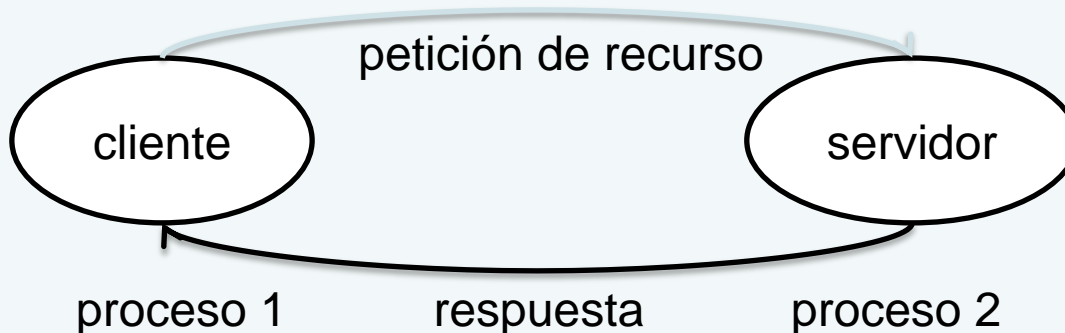 petición de recurso
cliente
servidor
proceso 1
respuesta
proceso 2